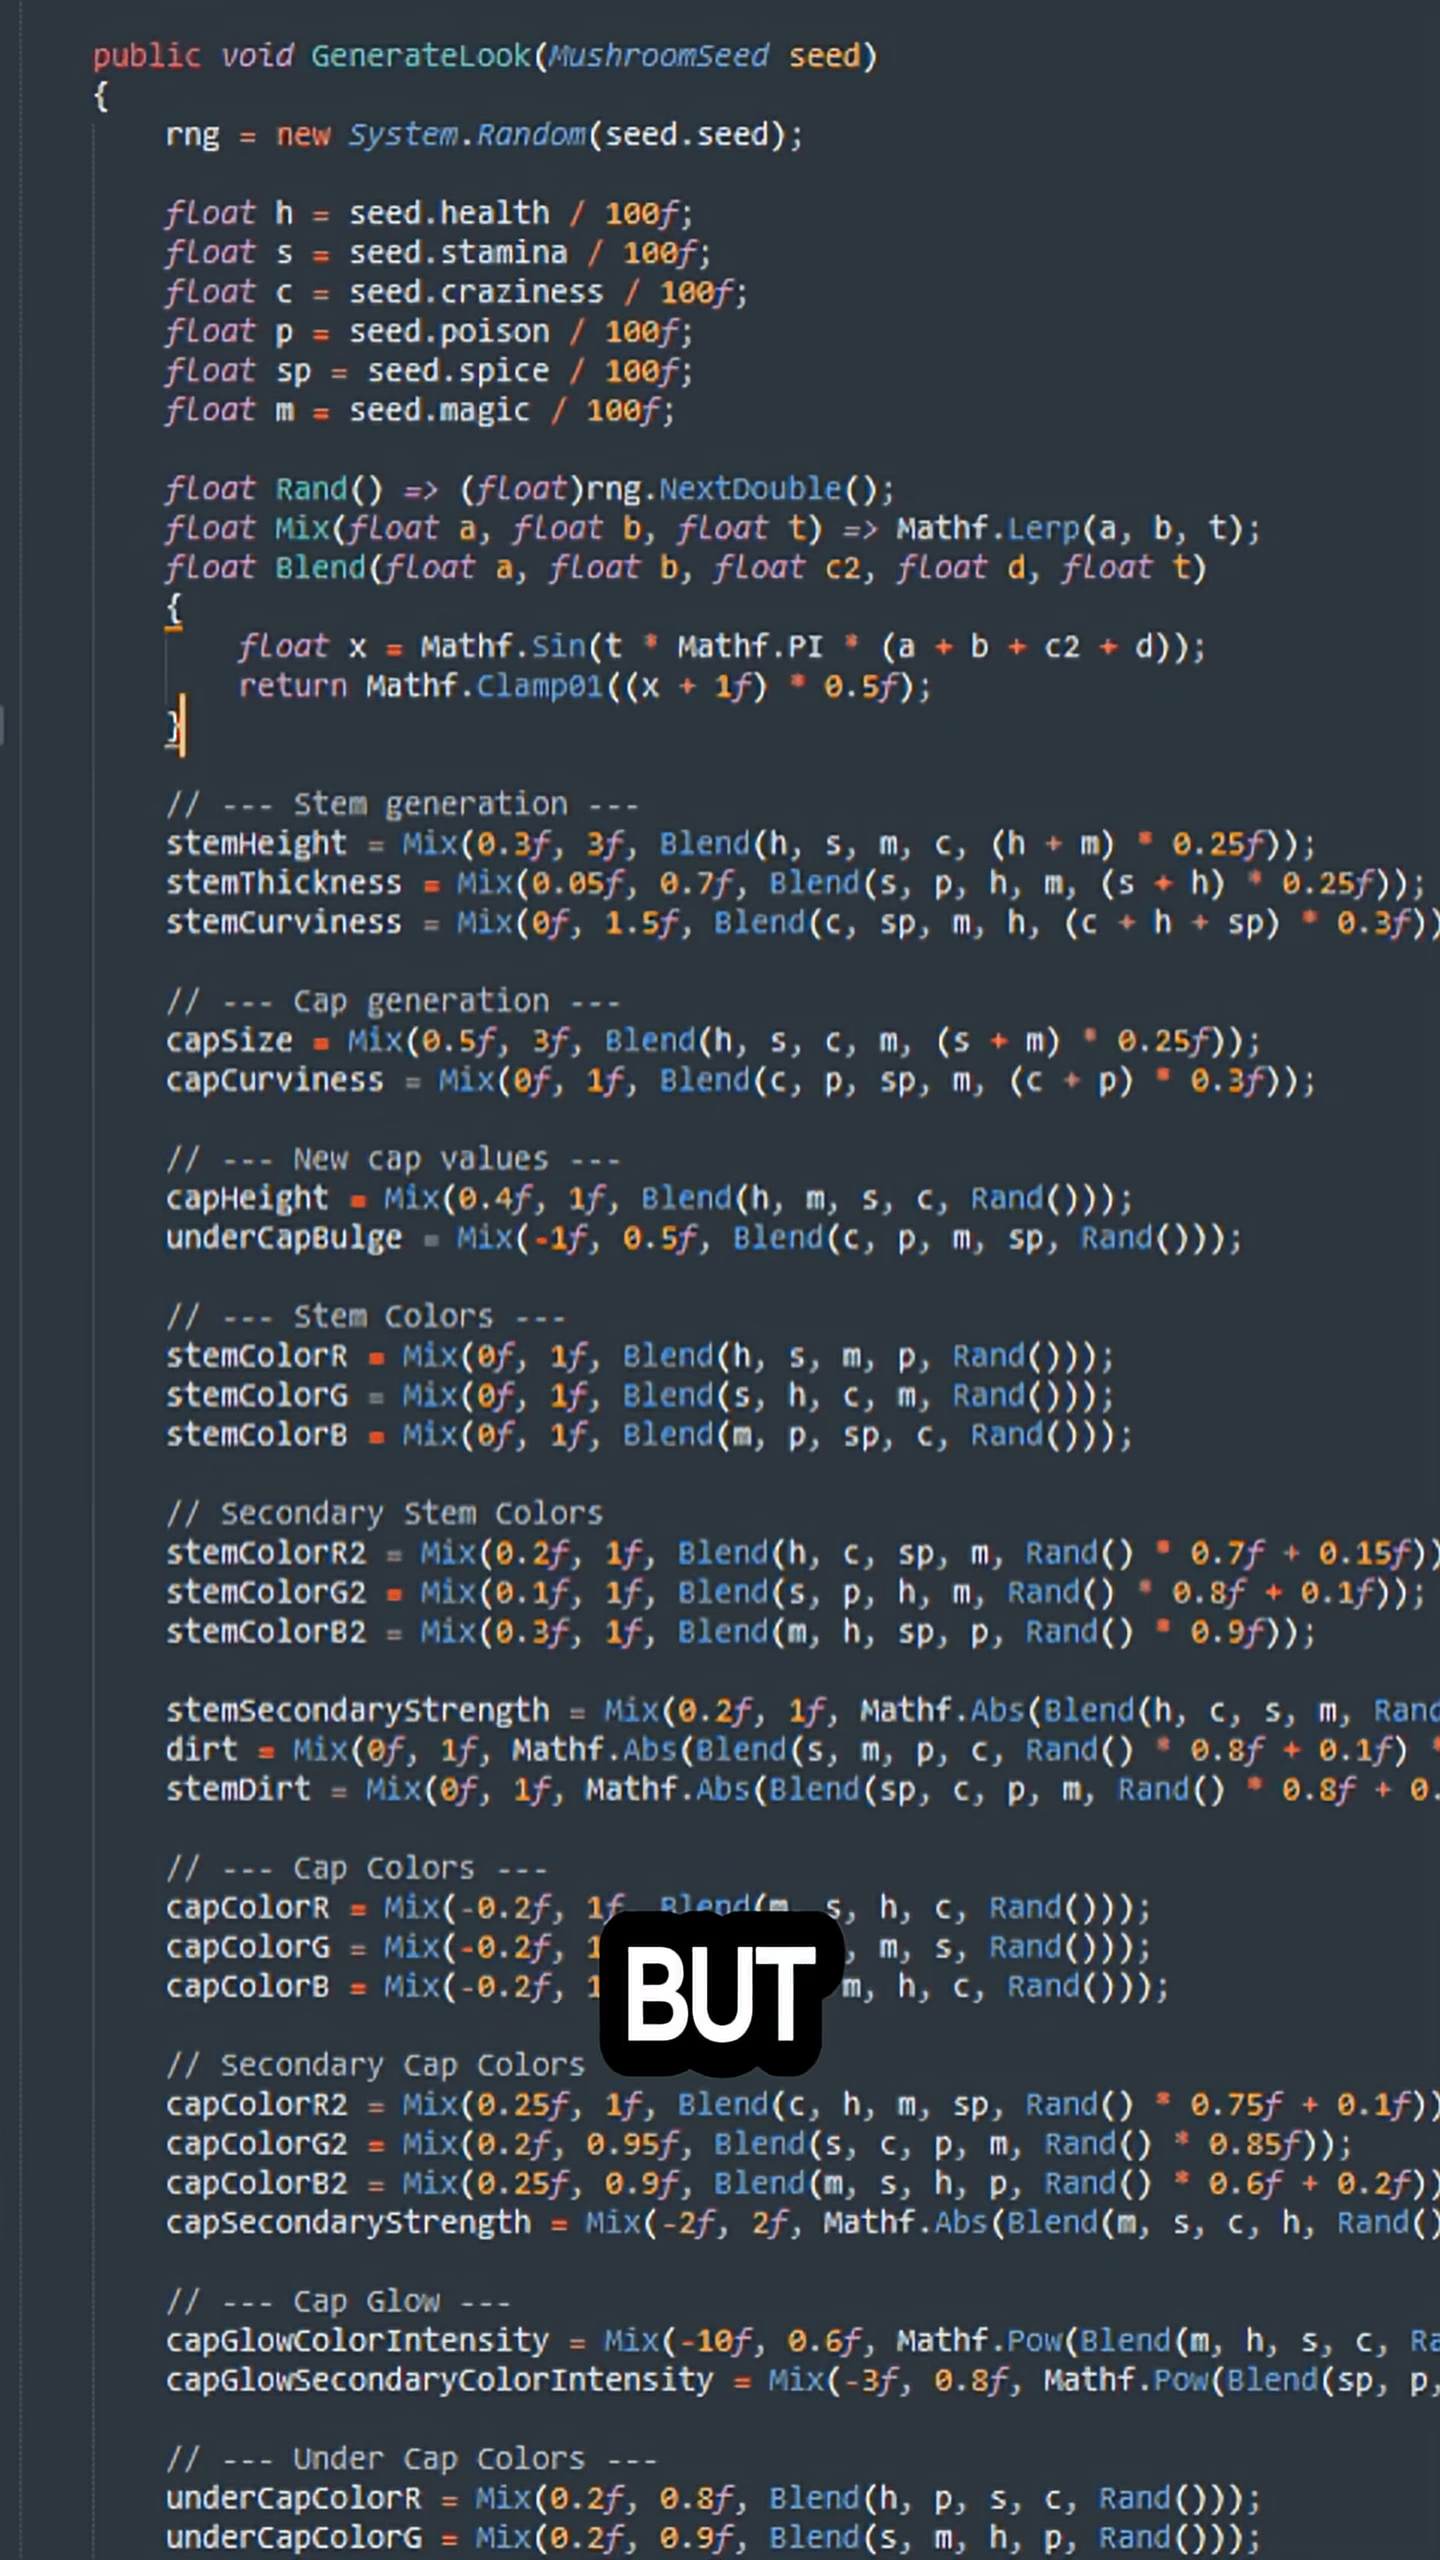 public void GenerateLook(MushroomSeed seed)
{
rng = new System.Random(seed.seed);
float h = seed.health / 100f;
float s = seed.stamina / 100f;
float c = seed.craziness / 100f;
float p = seed.poison / 100f;
float sp = seed.spice / 100f;
float m = seed.magic / 100f;
float Rand() => (float)rng.NextDouble();
float Mix(float a, float b, float t) => Mathf.Lerp(a, b, t);
float Blend(float a, float b, float c2, float d, float t)
{
float x = Mathf.Sin(t * Mathf.PI * (a + b + c2 + d));
return Mathf.Clamp01((x + 1f) * 0.5f);
}
// --- Stem generation ---
stemHeight = Mix(0.3f, 3f, Blend(h, s, m, c, (h + m) * 0.25f));
stemThickness = Mix(0.05f, 0.7f, Blend(s, p, h, m, (s + h) * 0.25f));
stemCurviness = Mix(0f, 1.5f, Blend(c, sp, m, h, (c + h + sp) * 0.3f))
// --- Cap generation ---
capSize = Mix(0.5f, 3f, Blend(h, s, c, m, (s + m) * 0.25f));
capCurviness = Mix(0f, 1f, Blend(c, p, sp, m, (c + p) * 0.3f));
// --- New cap values ---
capHeight = Mix(0.4f, 1f, Blend(h, m, s, c, Rand()));
underCapBulge = Mix(-1f, 0.5f, Blend(c, p, m, sp, Rand()));
// --- Stem Colors ---
stemColorR = Mix(0f, 1f, Blend(h, s, m, p, Rand()));
stemColorG = Mix(0f, 1f, Blend(s, h, c, m, Rand()));
stemColorB = Mix(0f, 1f, Blend(m, p, sp, c, Rand()));
// Secondary Stem Colors
stemColorR2 = Mix(0.2f, 1f, Blend(h, c, sp, m, Rand() * 0.7f + 0.15f))
stemColorG2 = Mix(0.1f, 1f, Blend(s, p, h, m, Rand() * 0.8f + 0.1f));
stemColorB2 = Mix(0.3f, 1f, Blend(m, h, sp, p, Rand() * 0.9f));
stemSecondaryStrength = Mix(0.2f, 1f, Mathf.Abs(Blend(h, c, s, m, Rand
dirt = Mix(0f, 1f, Mathf.Abs(Blend(s, m, p, c, Rand() * 0.8f + 0.1f) *
stemDirt = Mix(0f, 1f, Mathf.Abs(Blend(sp, c, p, m, Rand() * 0.8f + 0.
// --- Cap Colors ---
capColorR = Mix(-0.2f, 1f, Blend(m, s, h, c, Rand()));
capColorG = Mix(-0.2f, 1 m, s, Rand()));
capColorB = Mix(-0.2f, 1 m, h, c, Rand()));
BUT
// Secondary Cap Colors
capColorR2 = Mix(0.25f, 1f, Blend(c, h, m, sp, Rand() * 0.75f + 0.1f))
capColorG2 = Mix(0.2f, 0.95f, Blend(s, c, p, m, Rand() * 0.85f));
capColorB2 = Mix(0.25f, 0.9f, Blend(m, s, h, p, Rand() * 0.6f + 0.2f))
capSecondaryStrength = Mix(-2f, 2f, Mathf.Abs(Blend(m, s, c, h, Rand()
// --- Cap Glow ---
capGlowColorIntensity = Mix(-10f, 0.6f, Mathf.Pow(Blend(m, h, s, c, Ra
capGlowSecondaryColorIntensity = Mix(-3f, 0.8f, Mathf.Pow(Blend(sp, p,
// --- Under Cap Colors ---
underCapColorR = Mix(0.2f, 0.8f, Blend(h, p, s, c, Rand()));
underCapColorG = Mix(0.2f, 0.9f, Blend(s, m, h, p, Rand()));